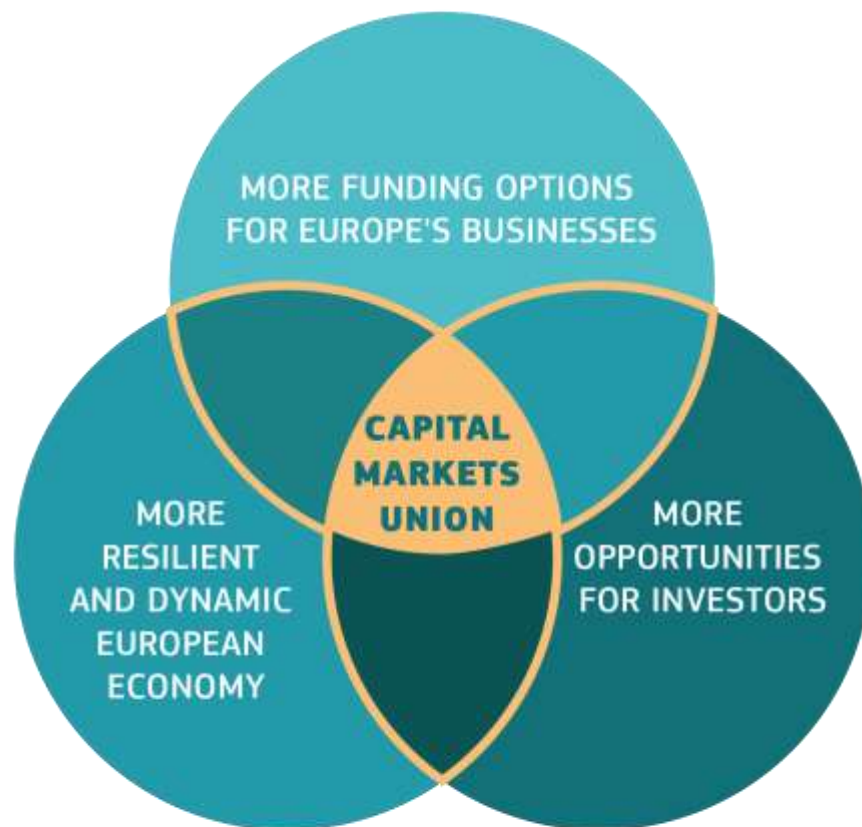 MORE FUNDING OPTIONS
FOR EUROPE'S BUSINESSES
CAPITAL
MARKETS
UNION
MORE
RESILIENT
AND DYNAMIC
EUROPEAN
ECONOMY
MORE
OPPORTUNITIES
FOR INVESTORS